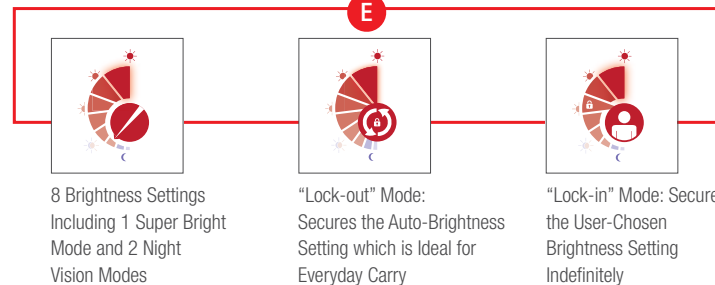 E
8 Brightness Settings
Including 1 Super Bright
Mode and 2 Night
Vision Modes
“Lock-out” Mode:
Secures the Auto-Brightness
Setting which is Ideal for
Everyday Carry
“Lock-in” Mode: Secure
the User-Chosen
Brightness Setting
Indefinitely